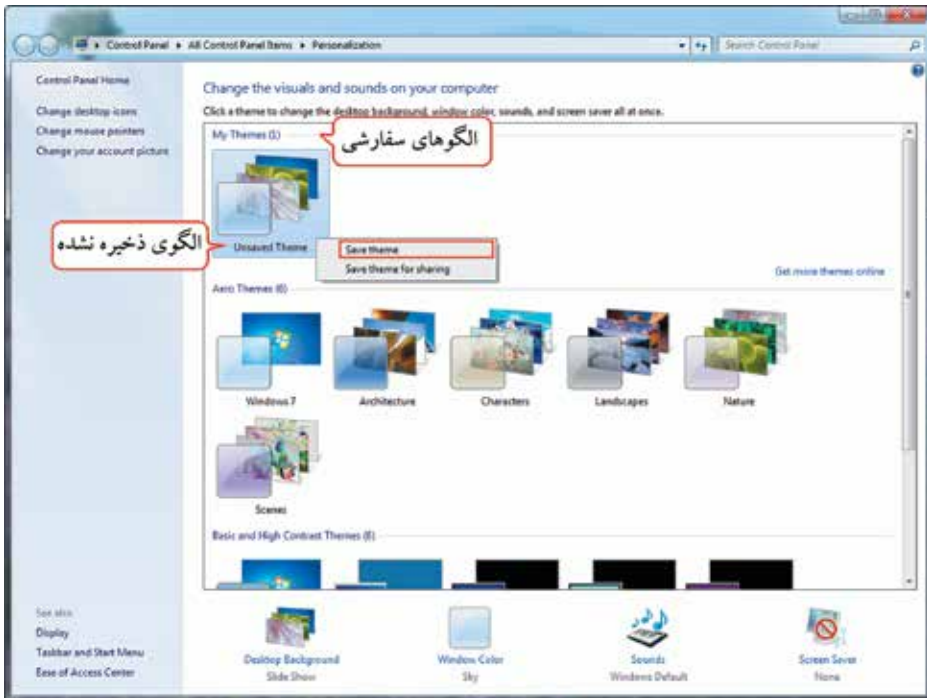 Control Panel ▸ All Control Panel Items ▸ Personalization
Search Control Panel
Control Panel Home
Change desktop icons
Change mouse pointers
Change your account picture
Change the visuals and sounds on your computer
Click a theme to change the desktop background, window color, sounds, and screen saver all at once.
My Themes (1)
الگوهای سفارشی
Unsaved Theme
الگوی ذخیره نشده
Save theme
Save theme for sharing
Get more themes online
Aero Themes (6)
Windows 7
Architecture
Characters
Landscapes
Nature
Scenes
Basic and High Contrast Themes (6)
See also
Display
Taskbar and Start Menu
Ease of Access Center
Desktop Background
Slide Show
Window Color
Sky
Sounds
Windows Default
Screen Saver
None